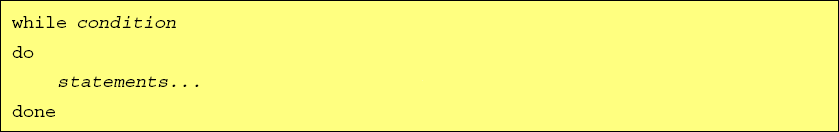 while condition
do
    statements...
done